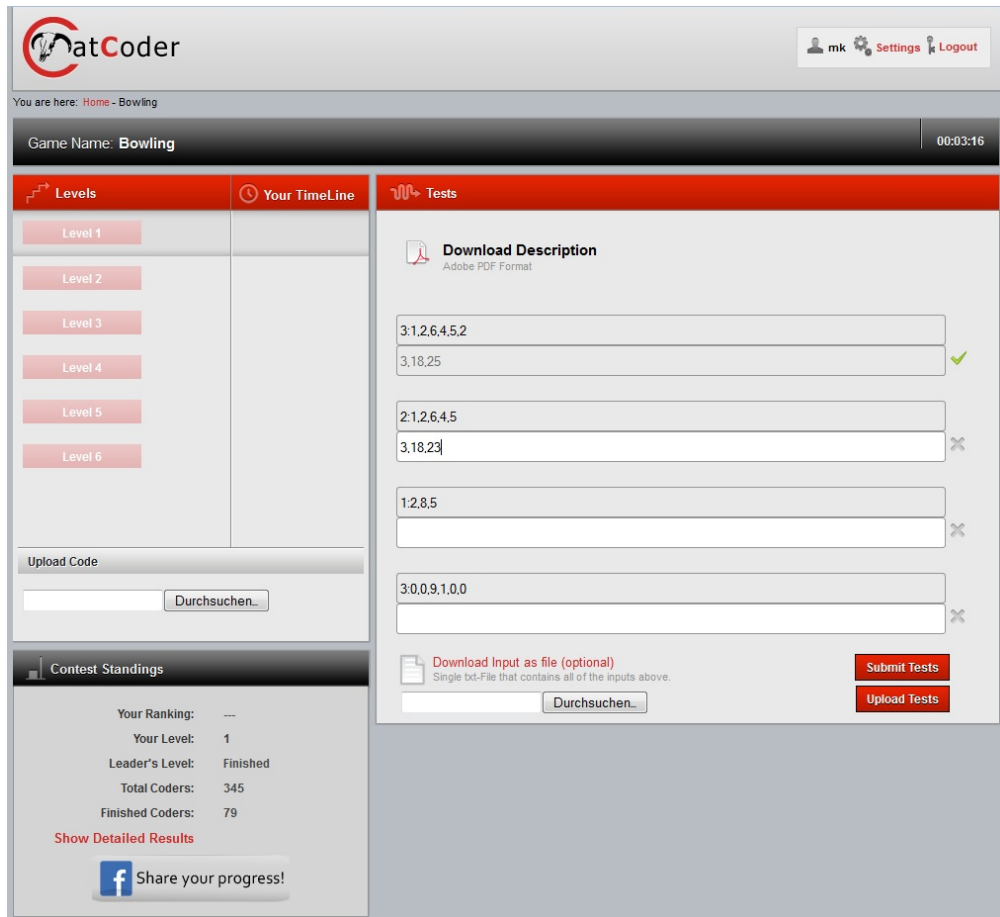 CatCoder
mk Settings Logout
You are here: Home - Bowling
Game Name: Bowling
00:03:16
Levels
Your TimeLine
Level 1
Level 2
Level 3
Level 4
Level 5
Level 6
Upload Code
Durchsuchen...
Contest Standings
Your Ranking: ---
Your Level: 1
Leader's Level: Finished
Total Coders: 345
Finished Coders: 79
Show Detailed Results
f Share your progress!
Tests
Download Description
Adobe PDF Format
3:1,2,6,4,5,2
3,18,25
2:1,2,6,4,5
3,18,23
1:2,8,5
3:0,0,9,1,0,0
Download Input as file (optional)
Single txt-File that contains all of the inputs above.
Durchsuchen...
Submit Tests
Upload Tests